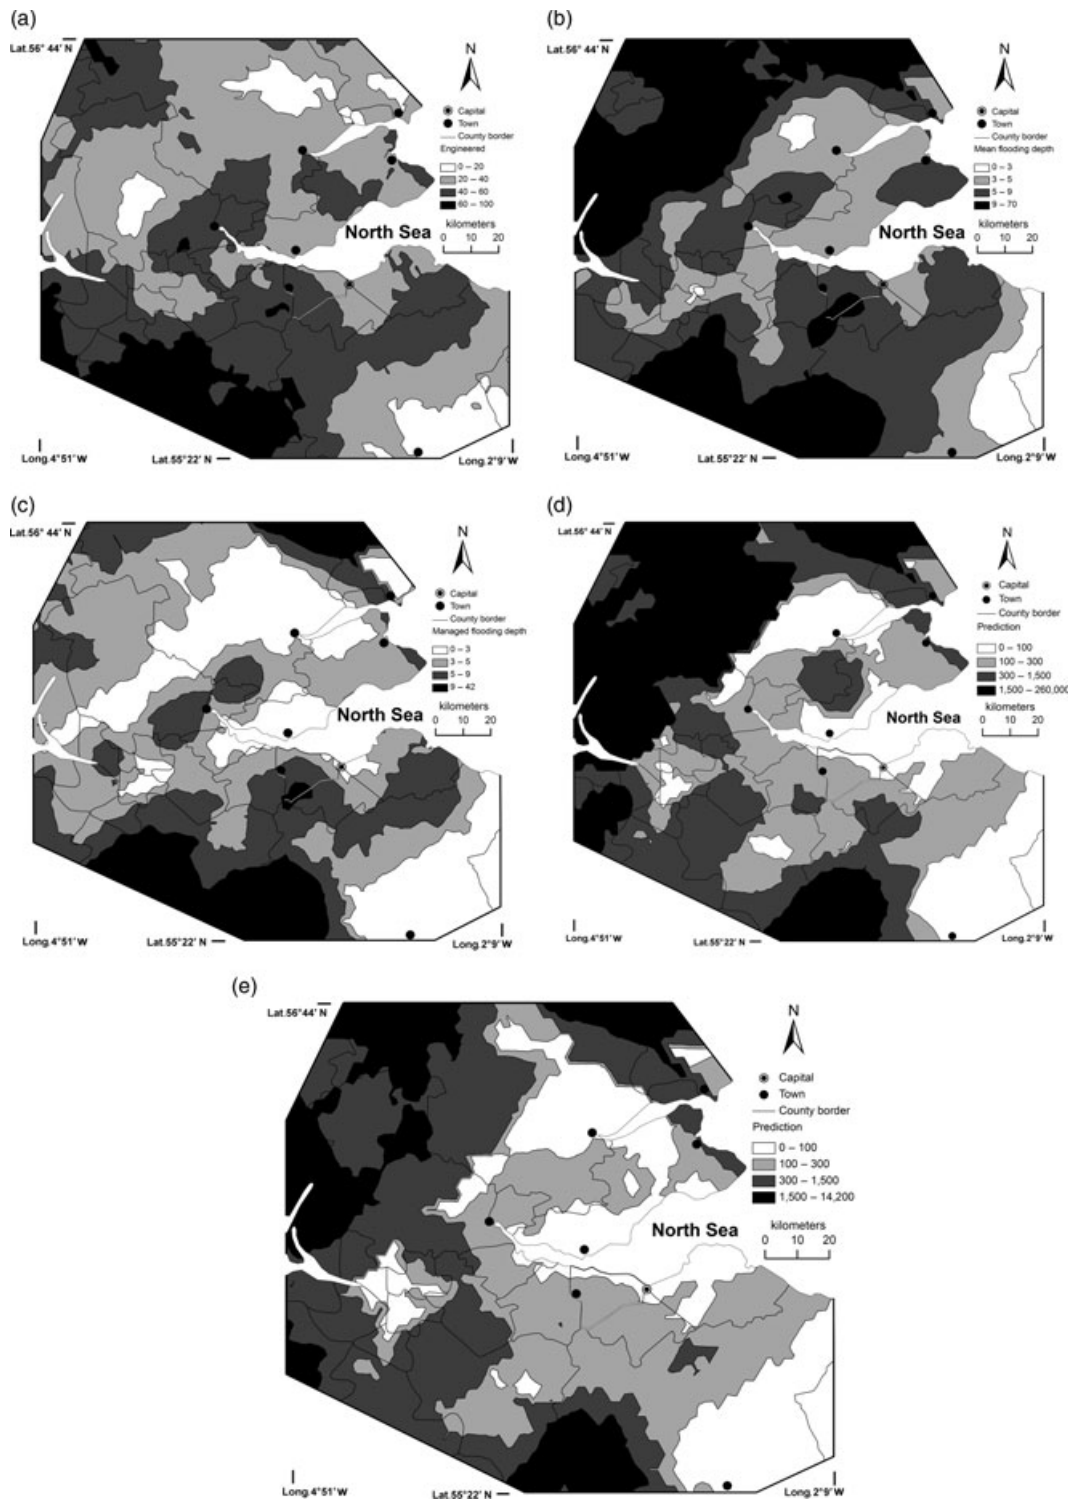 (a)
Lat.56° 44' N
N
Capital
Town
County border
Engineered
0 – 20
20 – 40
40 – 60
60 – 100
kilometers
0 10 20
North Sea
Long.4°51' W
Lat.55°22' N
Long.2°9' W
(b)
Lat.56° 44' N
N
Capital
Town
County border
Mean flooding depth
0 – 3
3 – 5
5 – 9
9 – 70
kilometers
0 10 20
North Sea
Long.4°51' W
Lat.55°22' N
Long.2°9' W
(c)
Lat.56° 44' N
N
Capital
Town
County border
Managed flooding depth
0 – 3
3 – 5
5 – 9
9 – 42
kilometers
0 10 20
North Sea
Long.4°51' W
Lat.55°22' N
Long.2°9' W
(d)
Lat.56° 44' N
N
Capital
Town
County border
Prediction
0 – 100
100 – 300
300 – 1,500
1,500 – 260,000
kilometers
0 10 20
North Sea
Long.4°51' W
Lat.55°22' N
Long.2°9' W
(e)
Lat.56°44' N
N
Capital
Town
County border
Prediction
0 – 100
100 – 300
300 – 1,500
1,500 – 14,200
kilometers
0 10 20
North Sea
Long.4°51' W
Lat.55°22' N
Long.2°9' W